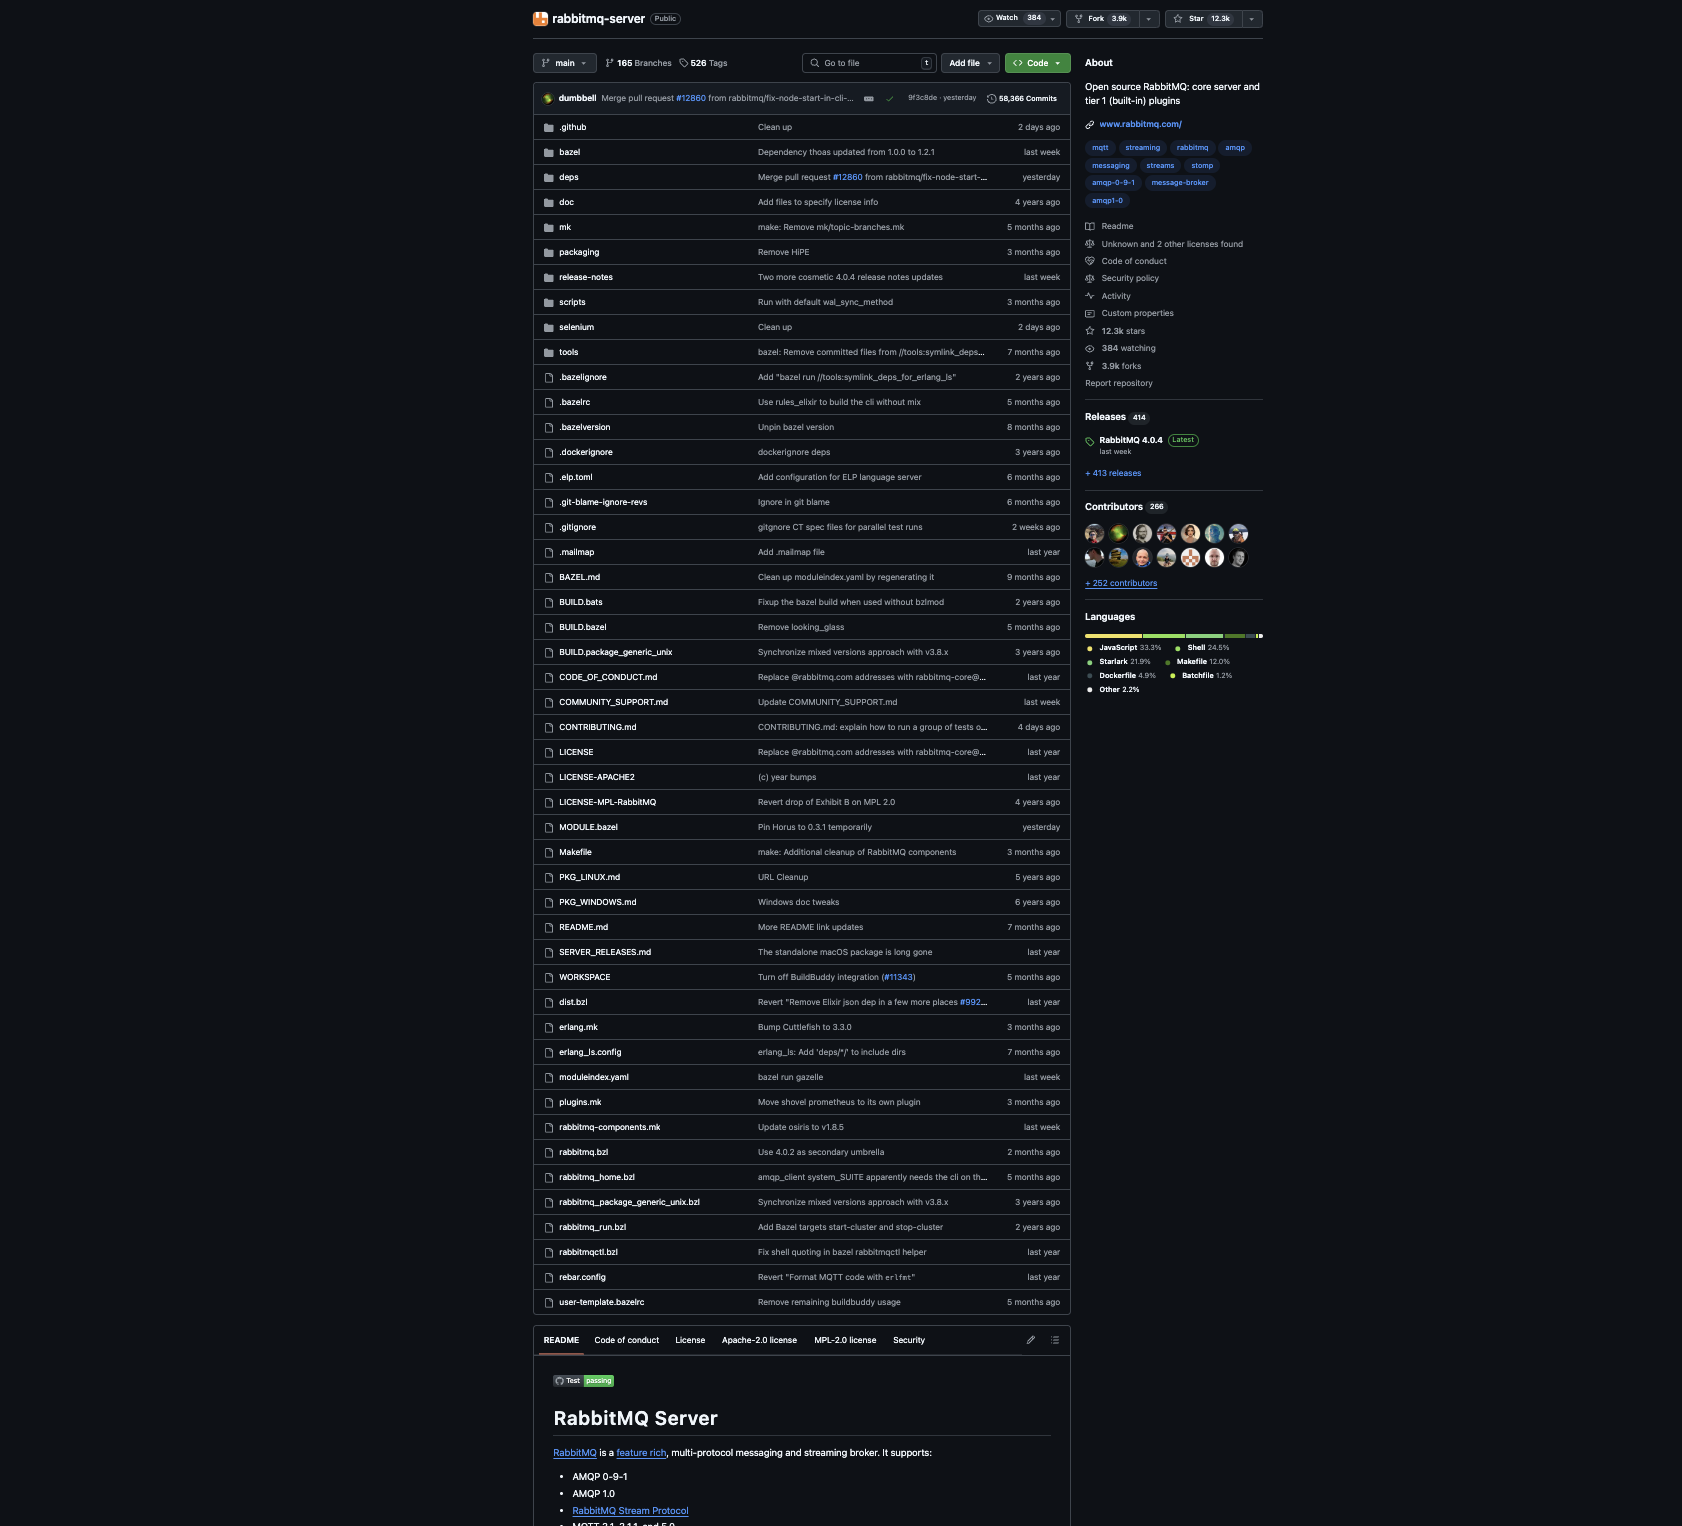 rabbitmq-server Public
Watch 384 Fork 3.9k Star 12.3k
main 165 Branches 526 Tags
Go to file t Add file Code
dumbbell Merge pull request #12860 from rabbitmq/fix-node-start-in-cli-... 9f3c8de · yesterday 58,366 Commits
.github Clean up 2 days ago
bazel Dependency thoas updated from 1.0.0 to 1.2.1 last week
deps Merge pull request #12860 from rabbitmq/fix-node-start-... yesterday
doc Add files to specify license info 4 years ago
mk make: Remove mk/topic-branches.mk 5 months ago
packaging Remove HiPE 3 months ago
release-notes Two more cosmetic 4.0.4 release notes updates last week
scripts Run with default wal_sync_method 3 months ago
selenium Clean up 2 days ago
tools bazel: Remove committed files from //tools:symlink_deps... 7 months ago
.bazelignore Add "bazel run //tools:symlink_deps_for_erlang_ls" 2 years ago
.bazelrc Use rules_elixir to build the cli without mix 5 months ago
.bazelversion Unpin bazel version 8 months ago
.dockerignore dockerignore deps 3 years ago
.elp.toml Add configuration for ELP language server 6 months ago
.git-blame-ignore-revs Ignore in git blame 6 months ago
.gitignore gitgnore CT spec files for parallel test runs 2 weeks ago
.mailmap Add .mailmap file last year
BAZEL.md Clean up moduleindex.yaml by regenerating it 9 months ago
BUILD.bats Fixup the bazel build when used without bzlmod 2 years ago
BUILD.bazel Remove looking_glass 5 months ago
BUILD.package_generic_unix Synchronize mixed versions approach with v3.8.x 3 years ago
CODE_OF_CONDUCT.md Replace @rabbitmq.com addresses with rabbitmq-core@... last year
COMMUNITY_SUPPORT.md Update COMMUNITY_SUPPORT.md last week
CONTRIBUTING.md CONTRIBUTING.md: explain how to run a group of tests o... 4 days ago
LICENSE Replace @rabbitmq.com addresses with rabbitmq-core@... last year
LICENSE-APACHE2 (c) year bumps last year
LICENSE-MPL-RabbitMQ Revert drop of Exhibit B on MPL 2.0 4 years ago
MODULE.bazel Pin Horus to 0.3.1 temporarily yesterday
Makefile make: Additional cleanup of RabbitMQ components 3 months ago
PKG_LINUX.md URL Cleanup 5 years ago
PKG_WINDOWS.md Windows doc tweaks 6 years ago
README.md More README link updates 7 months ago
SERVER_RELEASES.md The standalone macOS package is long gone last year
WORKSPACE Turn off BuildBuddy integration (#11343) 5 months ago
dist.bzl Revert "Remove Elixir json dep in a few more places #992... last year
erlang.mk Bump Cuttlefish to 3.3.0 3 months ago
erlang_ls.config erlang_ls: Add 'deps/*/' to include dirs 7 months ago
moduleindex.yaml bazel run gazelle last week
plugins.mk Move shovel prometheus to its own plugin 3 months ago
rabbitmq-components.mk Update osiris to v1.8.5 last week
rabbitmq.bzl Use 4.0.2 as secondary umbrella 2 months ago
rabbitmq_home.bzl amqp_client system_SUITE apparently needs the cli on th... 5 months ago
rabbitmq_package_generic_unix.bzl Synchronize mixed versions approach with v3.8.x 3 years ago
rabbitmq_run.bzl Add Bazel targets start-cluster and stop-cluster 2 years ago
rabbitmqctl.bzl Fix shell quoting in bazel rabbitmqctl helper last year
rebar.config Revert "Format MQTT code with erlfmt" last year
user-template.bazelrc Remove remaining buildbuddy usage 5 months ago
README Code of conduct License Apache-2.0 license MPL-2.0 license Security
Test passing
RabbitMQ Server
RabbitMQ is a feature rich, multi-protocol messaging and streaming broker. It supports:
• AMQP 0-9-1
• AMQP 1.0
• RabbitMQ Stream Protocol
• MQTT 3.1, 3.1.1, and 5.0
About
Open source RabbitMQ: core server and
tier 1 (built-in) plugins
www.rabbitmq.com/
mqtt streaming rabbitmq amqp
messaging streams stomp
amqp-0-9-1 message-broker
amqp1-0
Readme
Unknown and 2 other licenses found
Code of conduct
Security policy
Activity
Custom properties
12.3k stars
384 watching
3.9k forks
Report repository
Releases 414
RabbitMQ 4.0.4 Latest
last week
+ 413 releases
Contributors 266
+ 252 contributors
Languages
JavaScript 33.3% Shell 24.5%
Starlark 21.9% Makefile 12.0%
Dockerfile 4.9% Batchfile 1.2%
Other 2.2%